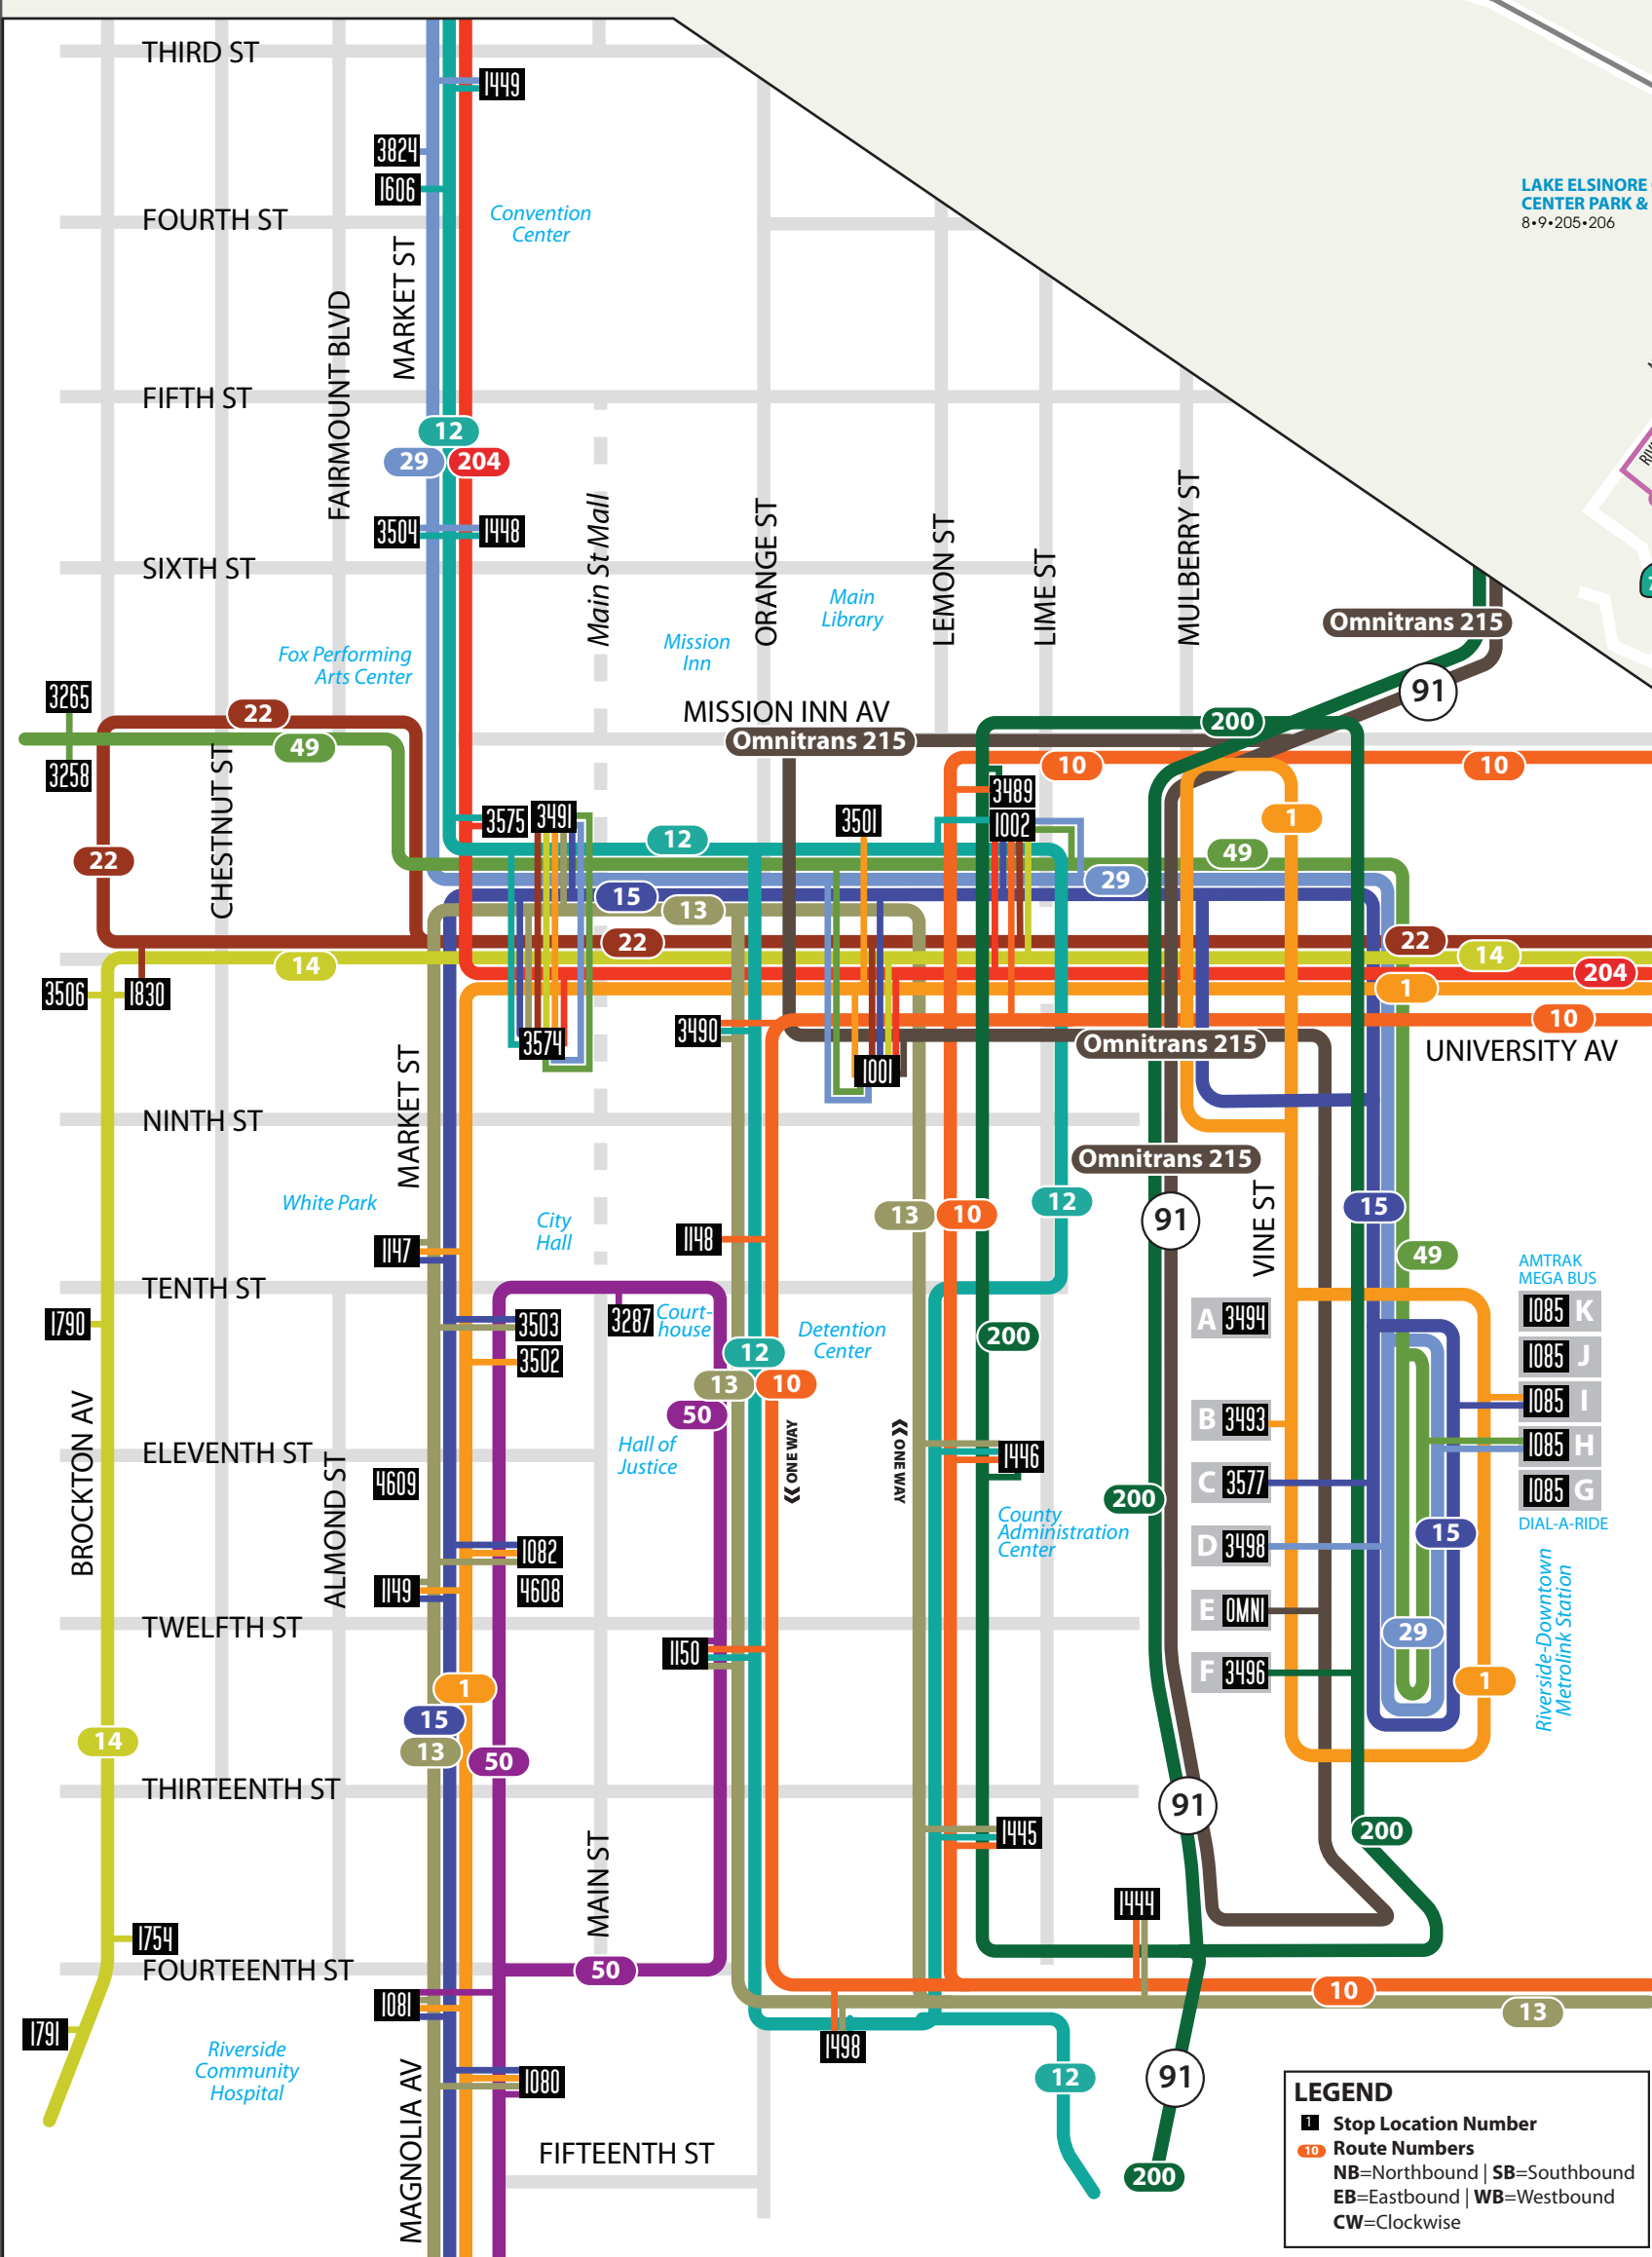 THIRD ST
1449
3824
1606
LAKE ELSINORE
CENTER PARK &
8•9•205•206
FOURTH ST
Convention
Center
MARKET ST
FAIRMOUNT BLVD
FIFTH ST
12
29
204
3504
1448
SIXTH ST
Main St Mall
ORANGE ST
LEMON ST
LIME ST
MULBERRY ST
Main
Library
Mission
Inn
Omnitrans 215
Fox Performing
Arts Center
91
3265
22
49
3258
MISSION INN AV
Omnitrans 215
200
10
10
CHESTNUT ST
3575
3491
3501
3489
1002
1
12
49
22
29
15
13
22
22
14
14
204
1
3506
1830
3574
3490
1001
10
Omnitrans 215
UNIVERSITY AV
MARKET ST
NINTH ST
Omnitrans 215
White Park
City
Hall
13
10
12
91
15
VINE ST
1147
1148
49
AMTRAK
MEGA BUS
TENTH ST
1790
3503
3287
Court-
house
3502
Detention
Center
200
A 3494
1085 K
1085 J
12
13
10
50
1085 I
B 3493
1085 H
C 3577
1085 G
DIAL-A-RIDE
ELEVENTH ST
BROCKTON AV
ALMOND ST
4609
Hall of
Justice
ONE WAY
ONE WAY
1446
200
County
Administration
Center
1082
15
D 3498
1149
4608
E OMNI
TWELFTH ST
1150
29
F 3496
1
Riverside-Downtown
Metrolink Station
1
15
13
14
50
91
THIRTEENTH ST
MAIN ST
1445
200
1444
1754
FOURTEENTH ST
50
1081
10
13
1791
1498
Riverside
Community
Hospital
1080
MAGNOLIA AV
12
91
FIFTEENTH ST
200
LEGEND
1 Stop Location Number
10 Route Numbers
NB=Northbound | SB=Southbound
EB=Eastbound | WB=Westbound
CW=Clockwise